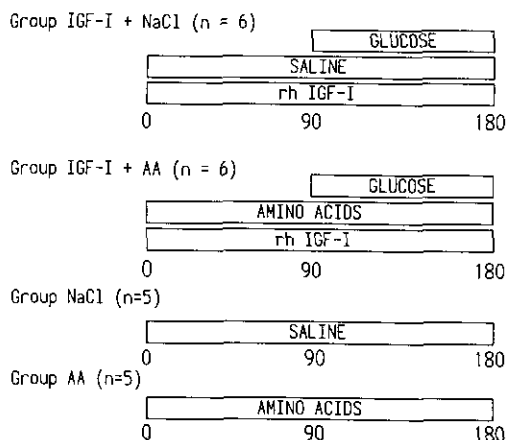 Group IGF-I + NaCl (n = 6)
GLUCOSE
SALINE
rh IGF-I
0 90 180
Group IGF-I + AA (n = 6)
GLUCOSE
AMINO ACIDS
rh IGF-I
0 90 180
Group NaCl (n=5)
SALINE
0 90 180
Group AA (n=5)
AMINO ACIDS
0 90 180